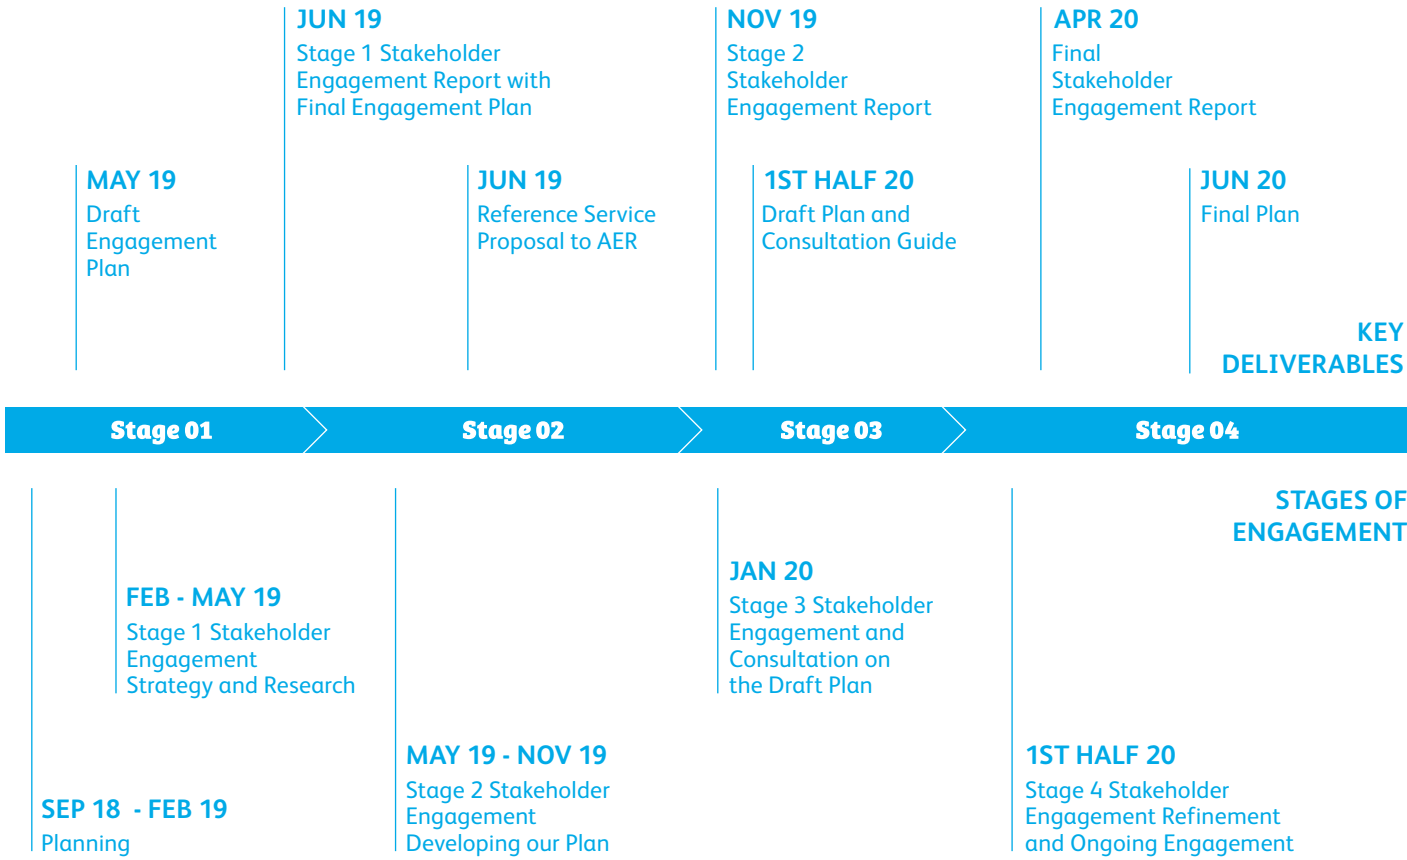 JUN 19
Stage 1 Stakeholder
Engagement Report with
Final Engagement Plan
NOV 19
Stage 2
Stakeholder
Engagement Report
APR 20
Final
Stakeholder
Engagement Report
MAY 19
Draft
Engagement
Plan
JUN 19
Reference Service
Proposal to AER
1ST HALF 20
Draft Plan and
Consultation Guide
JUN 20
Final Plan
KEY
DELIVERABLES
Stage 01
Stage 02
Stage 03
Stage 04
STAGES OF
ENGAGEMENT
FEB - MAY 19
Stage 1 Stakeholder
Engagement
Strategy and Research
JAN 20
Stage 3 Stakeholder
Engagement and
Consultation on
the Draft Plan
SEP 18 - FEB 19
Planning
MAY 19 - NOV 19
Stage 2 Stakeholder
Engagement
Developing our Plan
1ST HALF 20
Stage 4 Stakeholder
Engagement Refinement
and Ongoing Engagement